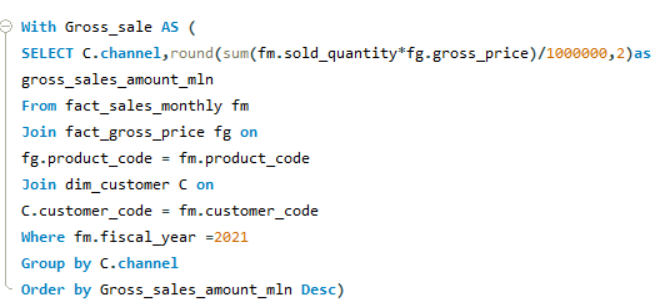 With Gross_sale AS (
SELECT C.channel,round(sum(fm.sold_quantity*fg.gross_price)/1000000,2)as
gross_sales_amount_mln
From fact_sales_monthly fm
Join fact_gross_price fg on
fg.product_code = fm.product_code
Join dim_customer C on
C.customer_code = fm.customer_code
Where fm.fiscal_year =2021
Group by C.channel
Order by Gross_sales_amount_mln Desc)